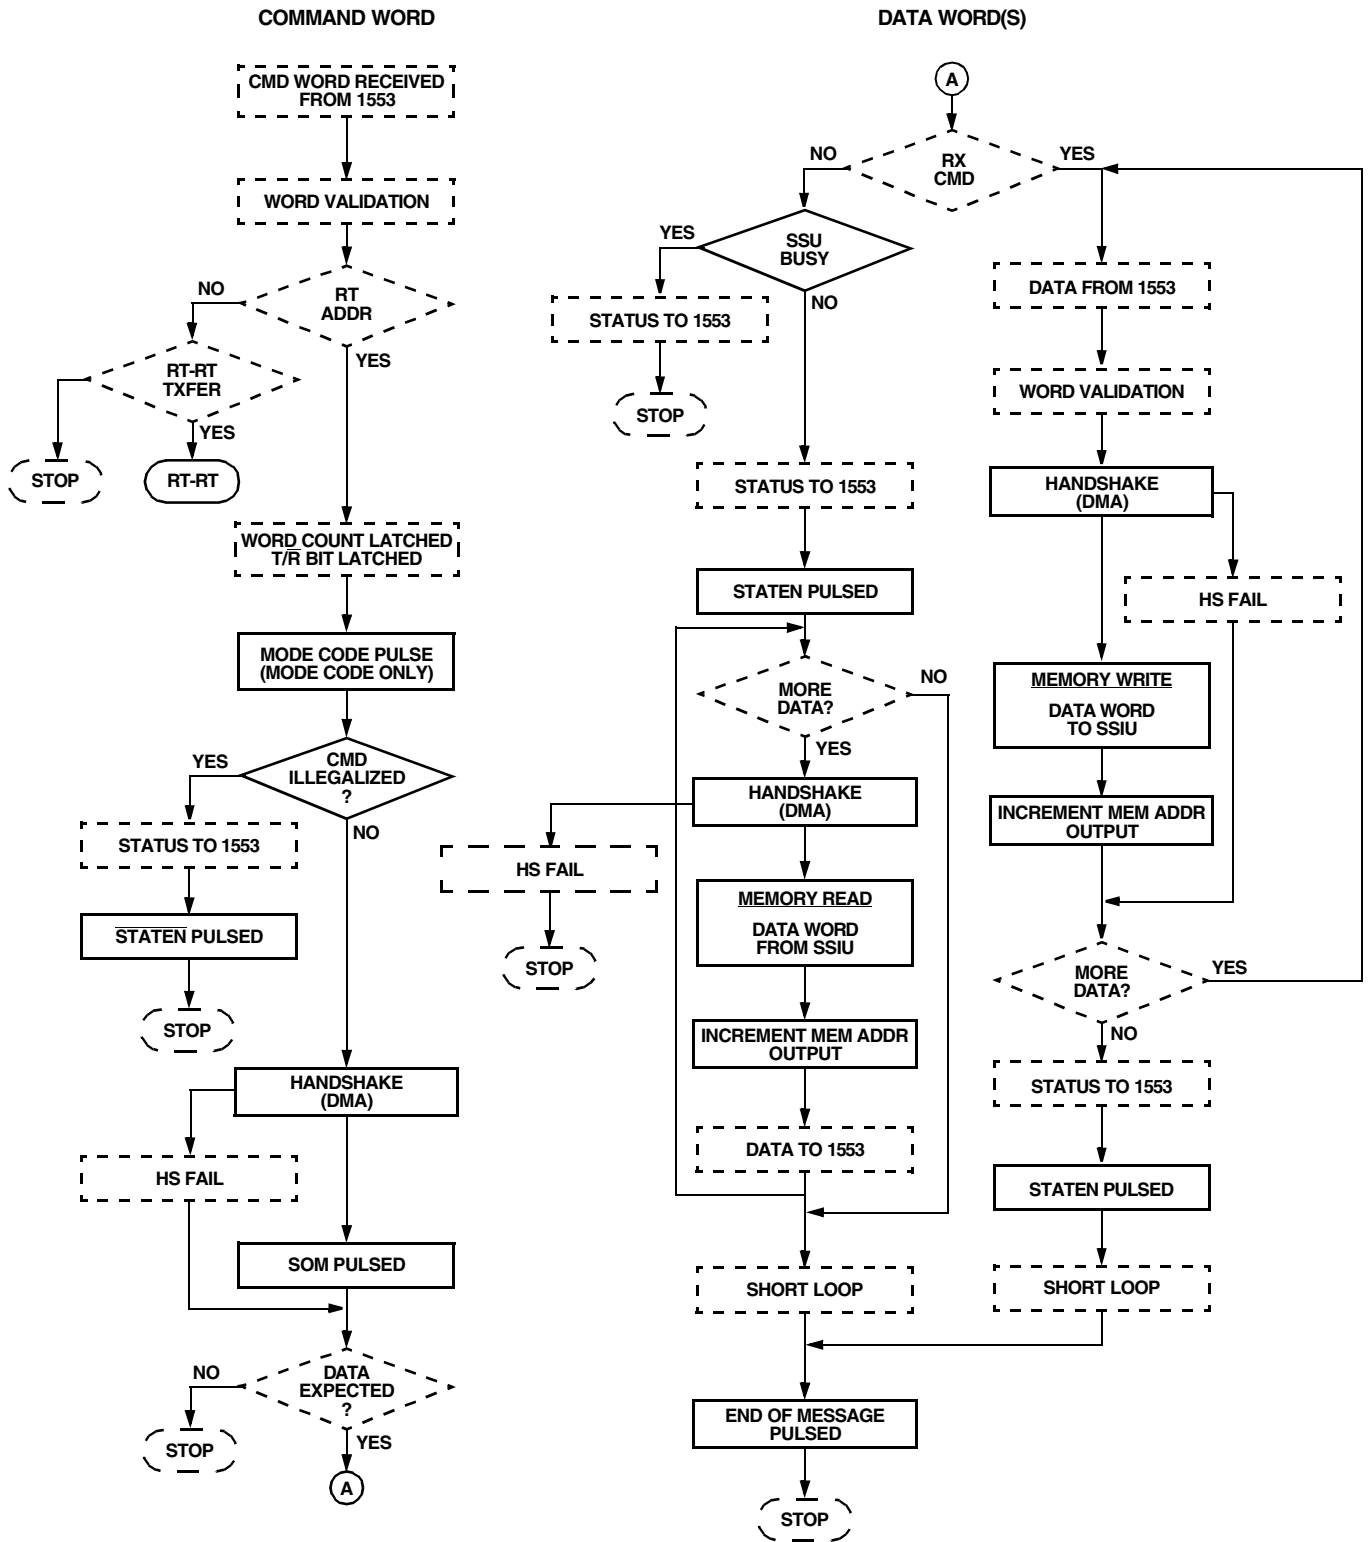 COMMAND WORD
CMD WORD RECEIVED
FROM 1553
WORD VALIDATION
RT
ADDR
NO
YES
RT-RT
TXFER
YES
STOP
RT-RT
WORD COUNT LATCHED
T/R̅ BIT LATCHED
MODE CODE PULSE
(MODE CODE ONLY)
CMD
ILLEGALIZED
?
YES
NO
STATUS TO 1553
S̅T̅A̅T̅E̅N̅ PULSED
STOP
HANDSHAKE
(DMA)
HS FAIL
SOM PULSED
DATA
EXPECTED
?
NO
YES
STOP
A
DATA WORD(S)
A
RX
CMD
NO
YES
SSU
BUSY
YES
NO
STATUS TO 1553
STOP
STATUS TO 1553
STATEN PULSED
MORE
DATA?
NO
YES
HANDSHAKE
(DMA)
HS FAIL
STOP
MEMORY READ
DATA WORD
FROM SSIU
INCREMENT MEM ADDR
OUTPUT
DATA TO 1553
SHORT LOOP
END OF MESSAGE
PULSED
STOP
DATA FROM 1553
WORD VALIDATION
HANDSHAKE
(DMA)
HS FAIL
MEMORY WRITE
DATA WORD
TO SSIU
INCREMENT MEM ADDR
OUTPUT
MORE
DATA?
YES
NO
STATUS TO 1553
STATEN PULSED
SHORT LOOP